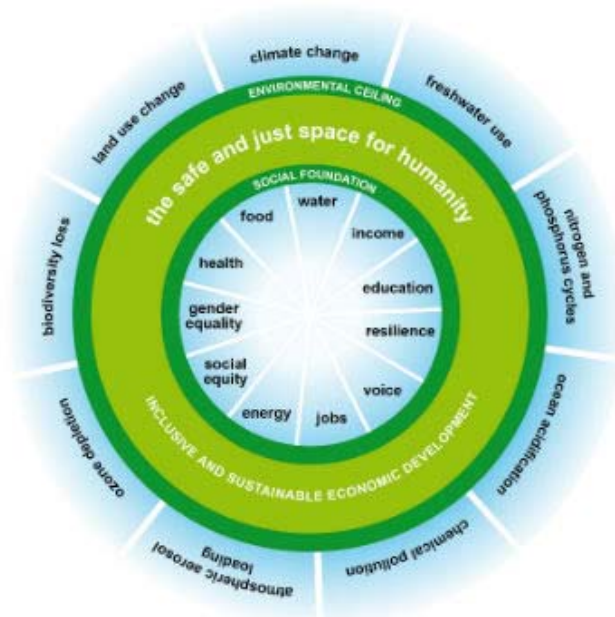 climate change
freshwater use
nitrogen and
phosphorus cycles
ocean acidification
chemical pollution
atmospheric aerosol
loading
ozone depletion
biodiversity loss
land use change
ENVIRONMENTAL CEILING
the safe and just space for humanity
SOCIAL FOUNDATION
water
income
education
resilience
voice
jobs
energy
social
equity
gender
equality
health
food
INCLUSIVE AND SUSTAINABLE ECONOMIC DEVELOPMENT